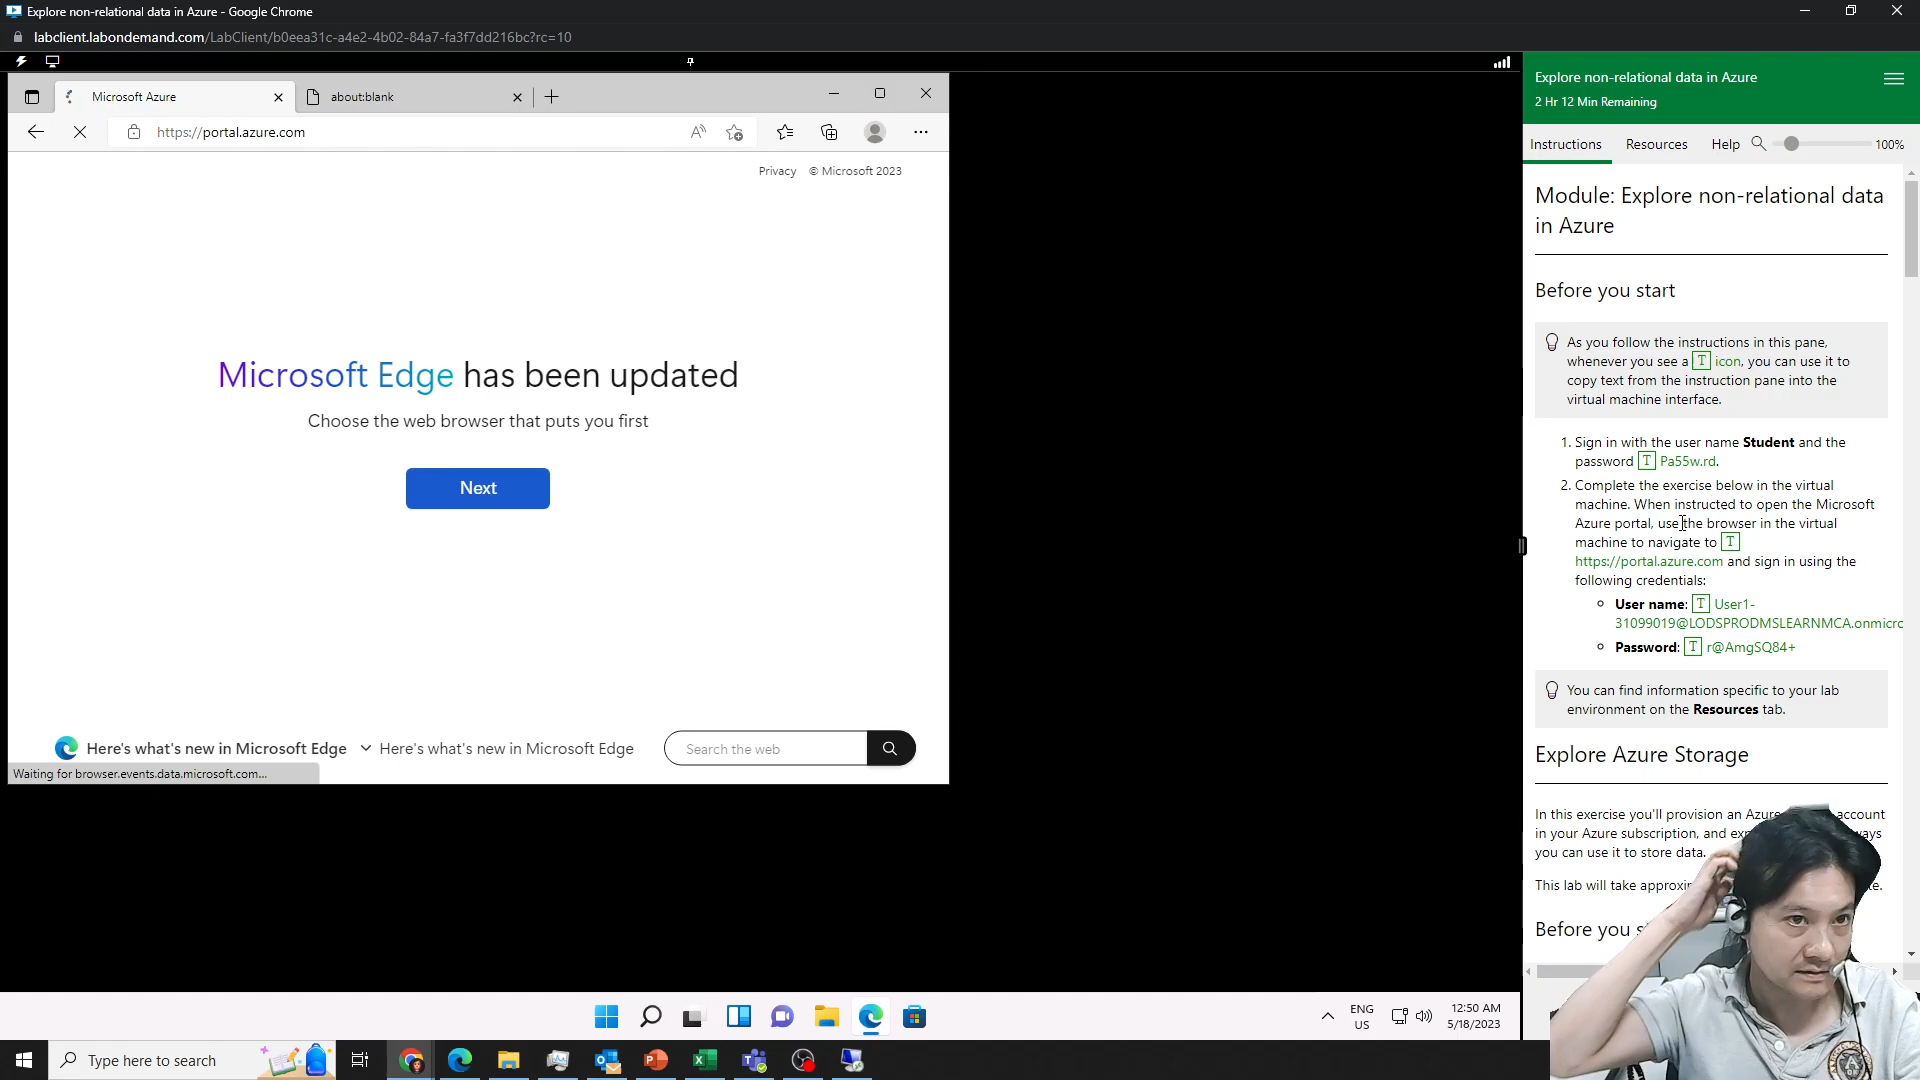 Explore non-relational data in Azure - Google Chrome
labclient.labondemand.com/LabClient/b0eea31c-a4e2-4b02-84a7-fa3f7dd216bc?rc=10
Microsoft Azure
about:blank
https://portal.azure.com
Privacy © Microsoft 2023
Microsoft Edge has been updated
Choose the web browser that puts you first
Next
Here's what's new in Microsoft Edge
Here's what's new in Microsoft Edge
Search the web
Waiting for browser.events.data.microsoft.com...
Explore non-relational data in Azure
2 Hr 12 Min Remaining
Instructions Resources Help 100%
Module: Explore non-relational data
in Azure
Before you start
As you follow the instructions in this pane,
whenever you see a T icon, you can use it to
copy text from the instruction pane into the
virtual machine interface.
1. Sign in with the user name Student and the
password T Pa55w.rd.
2. Complete the exercise below in the virtual
machine. When instructed to open the Microsoft
Azure portal, use the browser in the virtual
machine to navigate to T
https://portal.azure.com and sign in using the
following credentials:
User name: T User1-
31099019@LODSPRODMSLEARNMCA.onmicro
Password: T r@AmgSQ84+
You can find information specific to your lab
environment on the Resources tab.
Explore Azure Storage
In this exercise you'll provision an Azure account
in your Azure subscription, and ways
you can use it to store data.
This lab will take
Before you
ENG
US
12:50 AM
5/18/2023
Type here to search